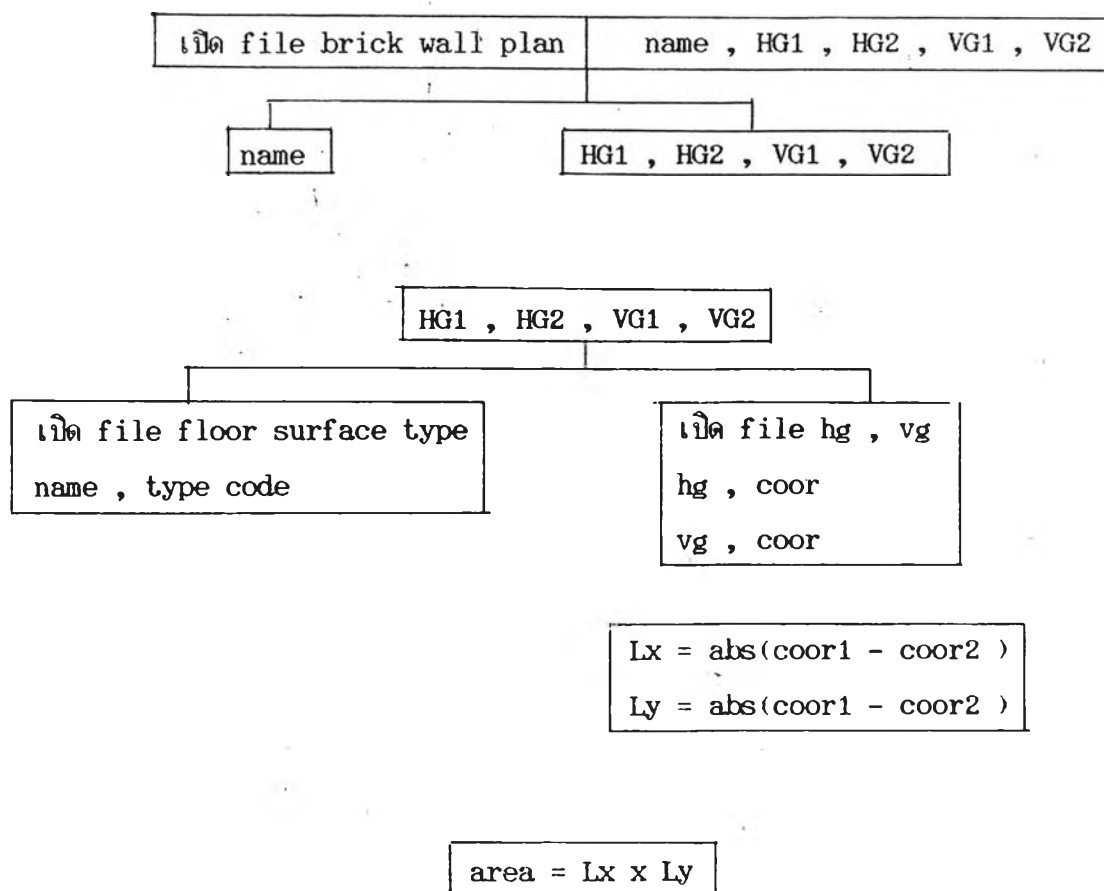 เปิด file brick wall plan name , HG1 , HG2 , VG1 , VG2
name HG1 , HG2 , VG1 , VG2
HG1 , HG2 , VG1 , VG2
เปิด file floor surface type
name , type code
เปิด file hg , vg
hg , coor
vg , coor
Lx = abs(coor1 - coor2 )
Ly = abs(coor1 - coor2 )
area = Lx x Ly